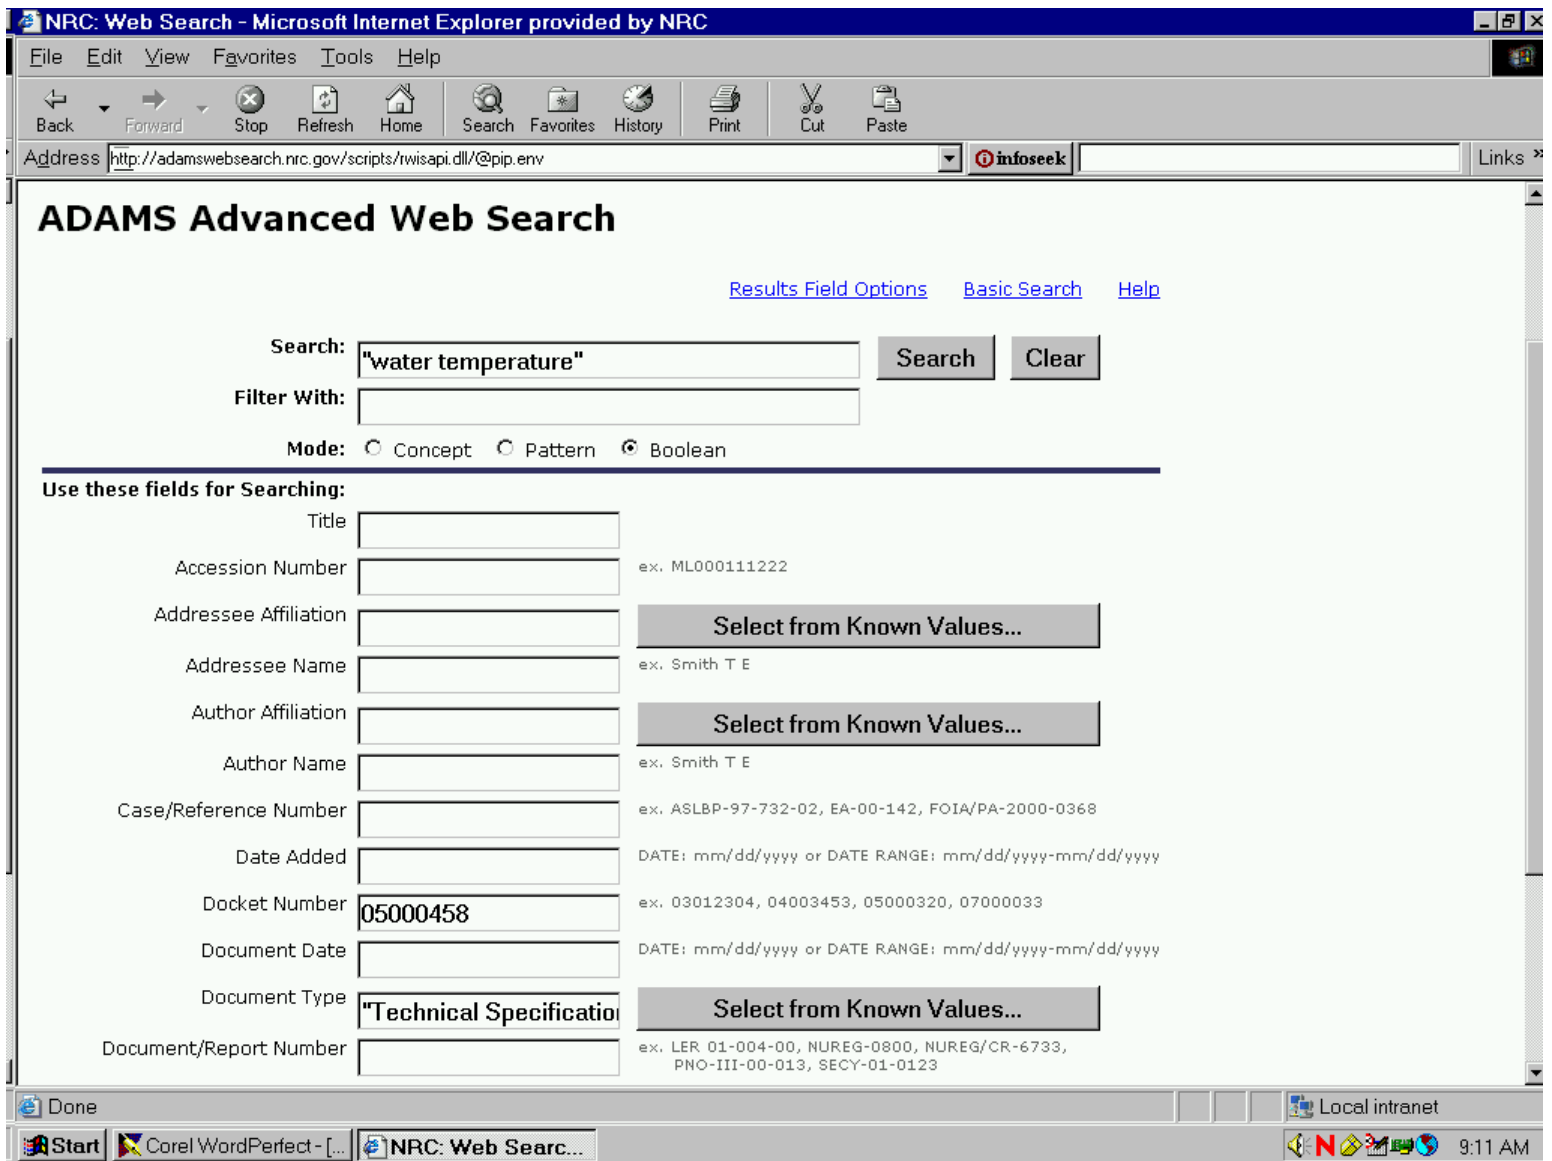 NRC: Web Search - Microsoft Internet Explorer provided by NRC
File Edit View Favorites Tools Help
Back Forward Stop Refresh Home Search Favorites History Print Cut Paste
Address http://adamswebsearch.nrc.gov/scripts/rwisapi.dll/@pip.env infoseek Links »
ADAMS Advanced Web Search
Results Field Options Basic Search Help
Search: "water temperature" Search Clear
Filter With:
Mode: Concept Pattern Boolean
Use these fields for Searching:
Title
Accession Number ex. ML000111222
Addressee Affiliation Select from Known Values...
Addressee Name ex. Smith T E
Author Affiliation Select from Known Values...
Author Name ex. Smith T E
Case/Reference Number ex. ASLBP-97-732-02, EA-00-142, FOIA/PA-2000-0368
Date Added DATE: mm/dd/yyyy or DATE RANGE: mm/dd/yyyy-mm/dd/yyyy
Docket Number 05000458 ex. 03012304, 04003453, 05000320, 07000033
Document Date DATE: mm/dd/yyyy or DATE RANGE: mm/dd/yyyy-mm/dd/yyyy
Document Type "Technical Specificatio Select from Known Values...
Document/Report Number ex. LER 01-004-00, NUREG-0800, NUREG/CR-6733,
PNO-III-00-013, SECY-01-0123
Done Local intranet
Start Corel WordPerfect - [... NRC: Web Searc... N 9:11 AM